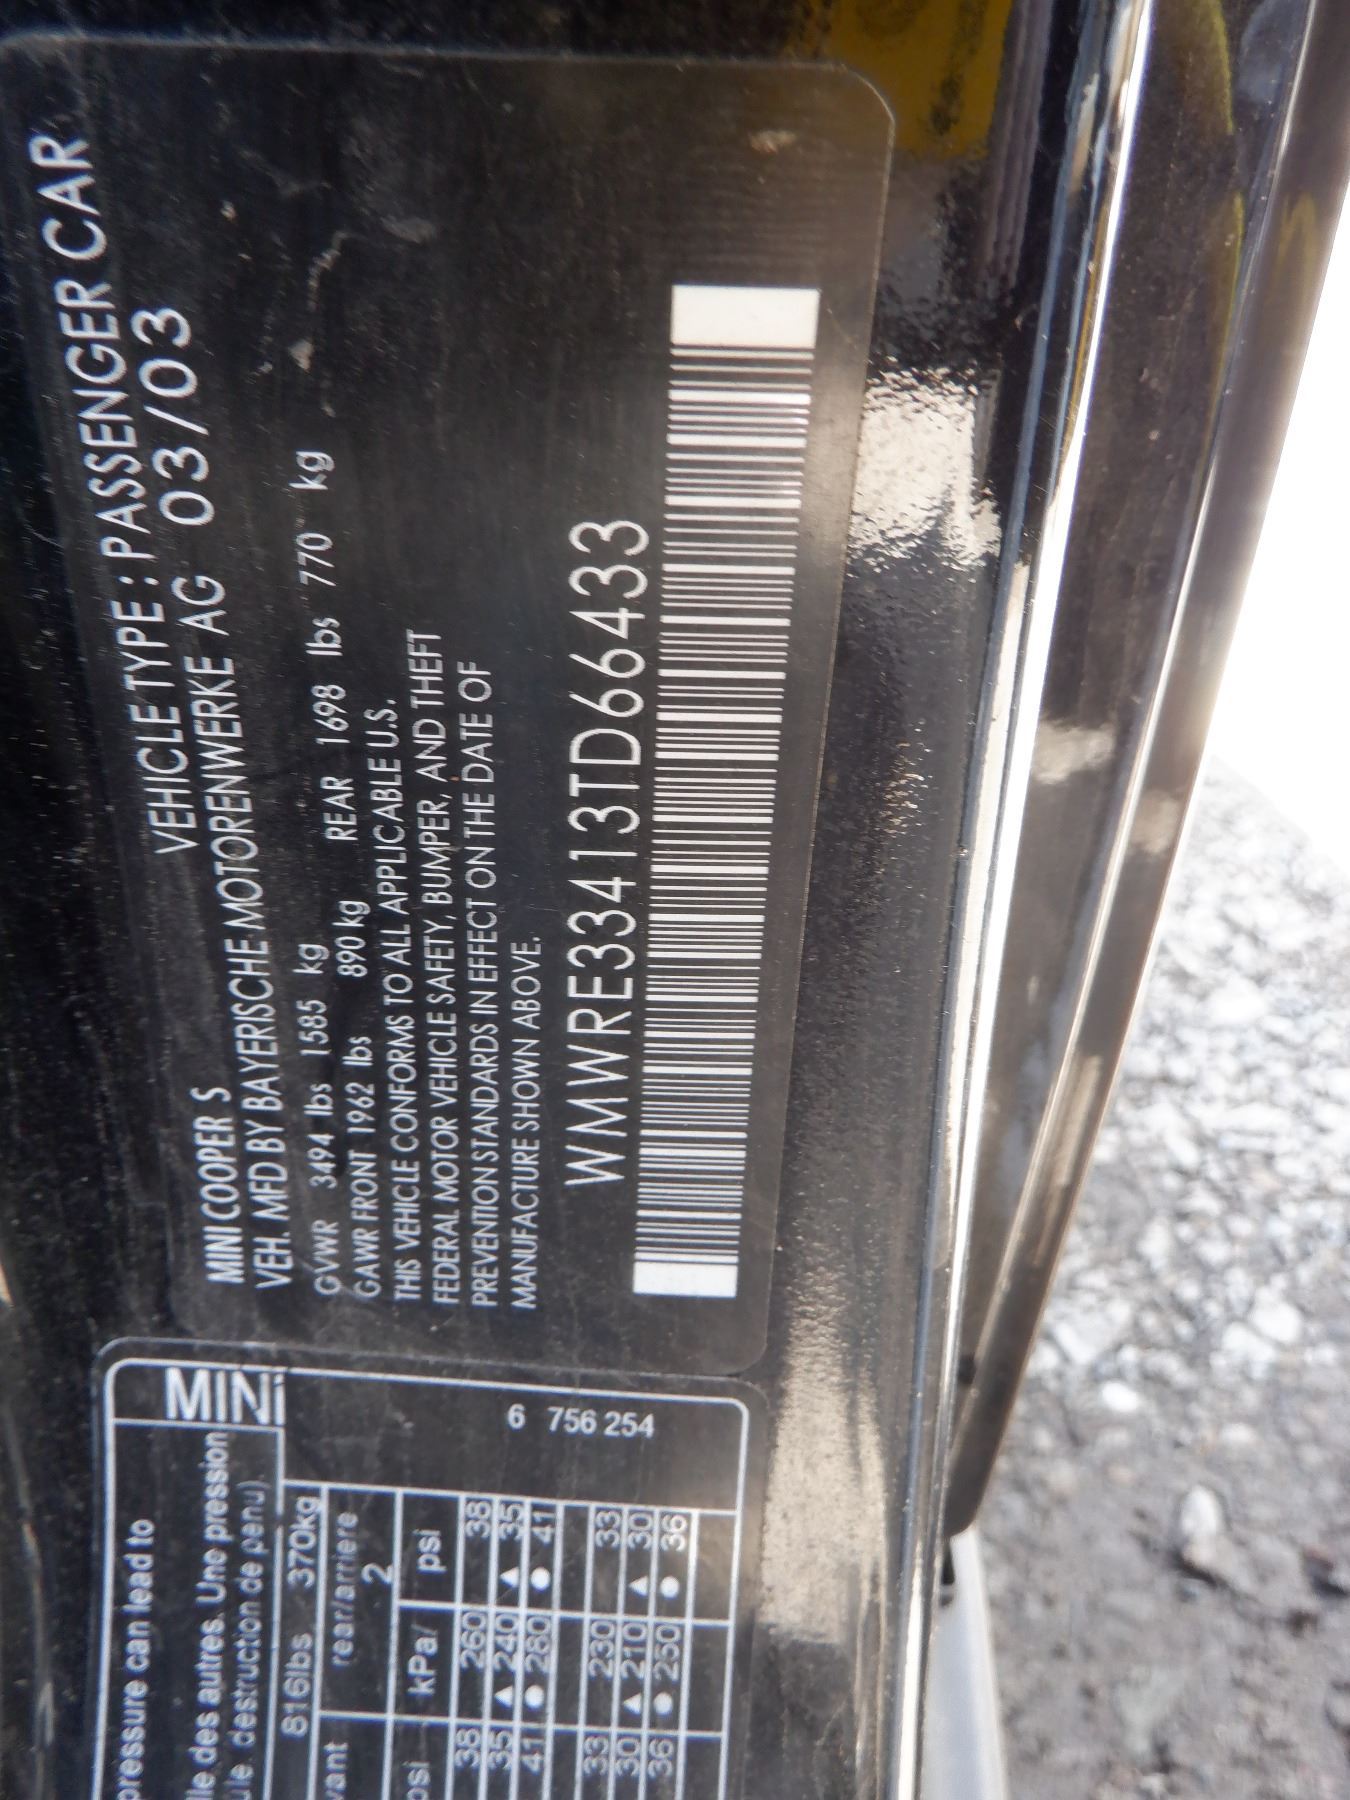 VEHICLE TYPE : PASSENGER CAR
MINI COOPER S
VEH. MFD BY BAYERISCHE MOTORENWERKE AG 03/03
GVWR 3494 lbs 1585 kg
GAWR FRONT 1962 lbs 890 kg REAR 1698 lbs 770 kg
THIS VEHICLE CONFORMS TO ALL APPLICABLE U.S.
FEDERAL MOTOR VEHICLE SAFETY, BUMPER, AND THEFT
PREVENTION STANDARDS IN EFFECT ON THE DATE OF
MANUFACTURE SHOWN ABOVE.
WMWRE33413TD66433
MINI
pressure can lead to
des autres. Une pression
destruction de penu).
816lbs 370kg
rear/arriere
2
psi kPa/ psi
38 260 38
35 ▲ 240 ▲ 35
41 ● 280 ● 41
33 230 33
30 ▲ 210 ▲ 30
36 ● 250 ● 36
6 756 254